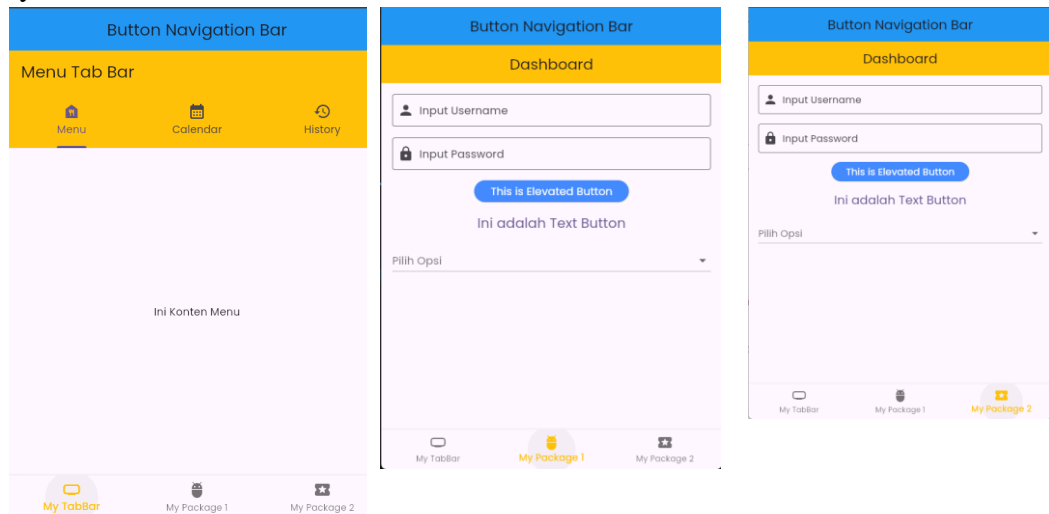 Button Navigation Bar
Menu Tab Bar
Menu
Calendar
History
Ini Konten Menu
My TabBar
My Package 1
My Package 2
Button Navigation Bar
Dashboard
Input Username
Input Password
This is Elevated Button
Ini adalah Text Button
Pilih Opsi
My TabBar
My Package 1
My Package 2
Button Navigation Bar
Dashboard
Input Username
Input Password
This is Elevated Button
Ini adalah Text Button
Pilih Opsi
My TabBar
My Package 1
My Package 2